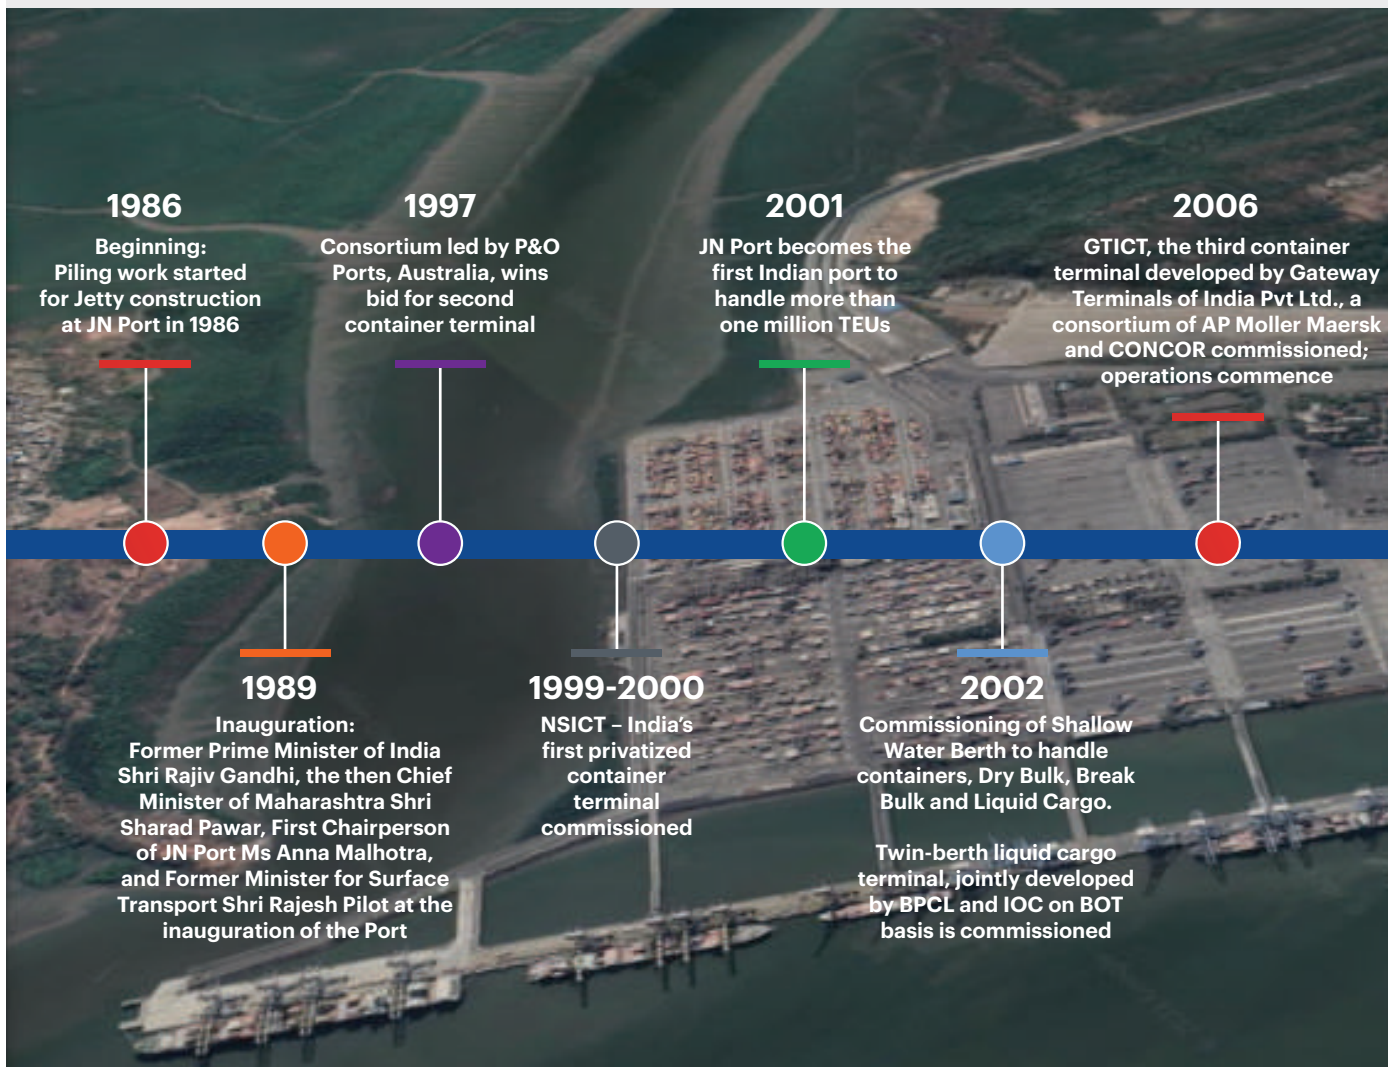 1986
Beginning:
Piling work started
for Jetty construction
at JN Port in 1986
1997
Consortium led by P&O
Ports, Australia, wins
bid for second
container terminal
2001
JN Port becomes the
first Indian port to
handle more than
one million TEUs
2006
GTICT, the third container
terminal developed by Gateway
Terminals of India Pvt Ltd., a
consortium of AP Moller Maersk
and CONCOR commissioned;
operations commence
1989
Inauguration:
Former Prime Minister of India
Shri Rajiv Gandhi, the then Chief
Minister of Maharashtra Shri
Sharad Pawar, First Chairperson
of JN Port Ms Anna Malhotra,
and Former Minister for Surface
Transport Shri Rajesh Pilot at the
inauguration of the Port
1999-2000
NSICT – India's
first privatized
container
terminal
commissioned
2002
Commissioning of Shallow
Water Berth to handle
containers, Dry Bulk, Break
Bulk and Liquid Cargo.
Twin-berth liquid cargo
terminal, jointly developed
by BPCL and IOC on BOT
basis is commissioned